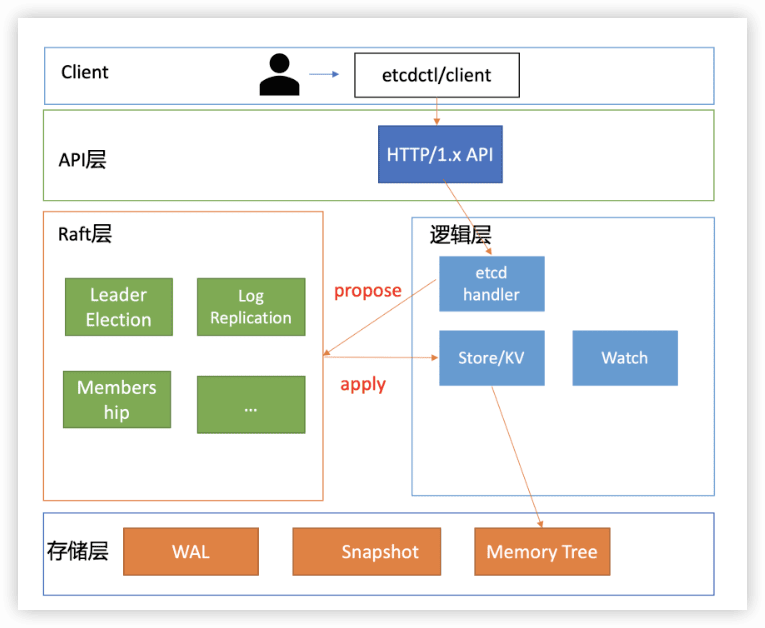 Client
etcdctl/client
API层
HTTP/1.x API
Raft层
Leader
Election
Log
Replication
Members
hip
...
propose
apply
逻辑层
etcd
handler
Store/KV
Watch
存储层
WAL
Snapshot
Memory Tree